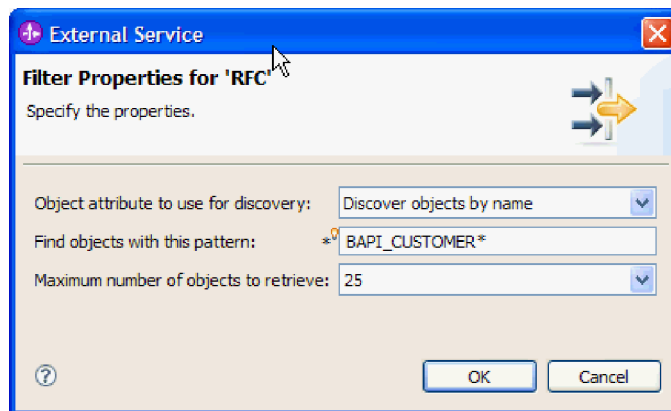 External Service
Filter Properties for 'RFC'
Specify the properties.
Object attribute to use for discovery: Discover objects by name
Find objects with this pattern: * BAPI_CUSTOMER*
Maximum number of objects to retrieve: 25
? OK Cancel